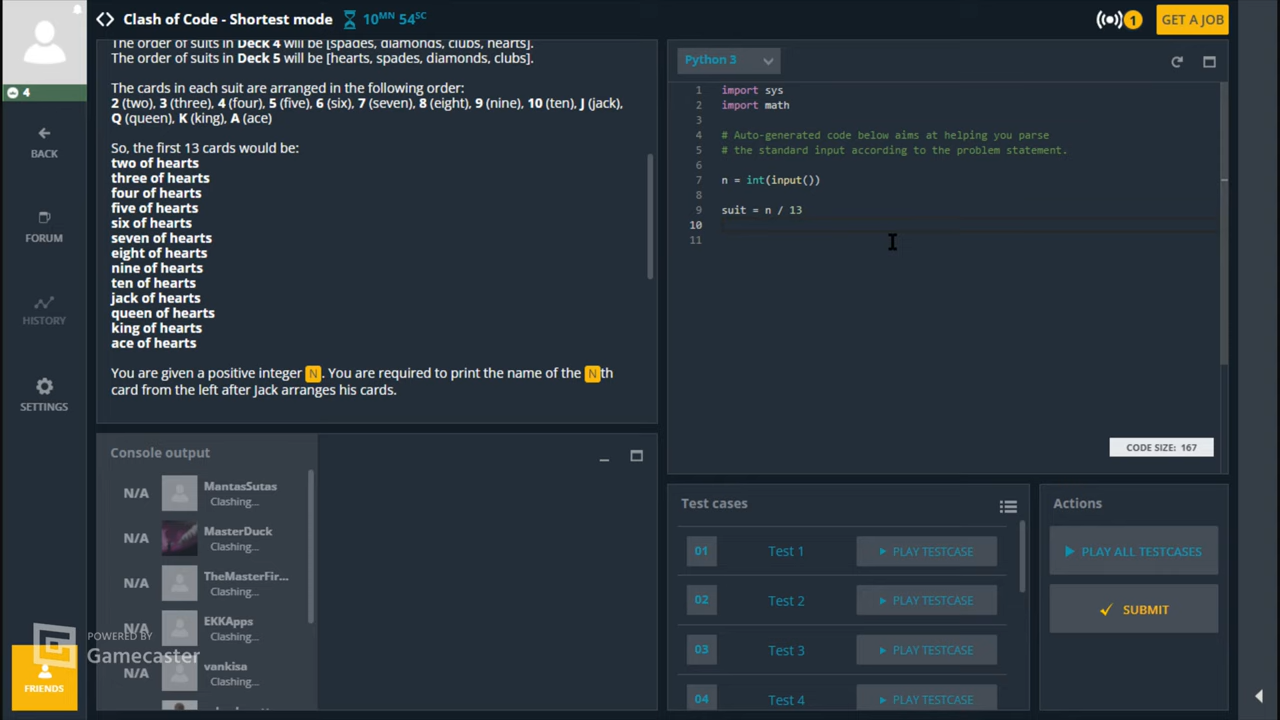 Clash of Code - Shortest mode
10MN 54SC
1
GET A JOB
4
BACK
FORUM
HISTORY
SETTINGS
FRIENDS
The order of suits in Deck 4 will be [spades, diamonds, clubs, hearts].
The order of suits in Deck 5 will be [hearts, spades, diamonds, clubs].
The cards in each suit are arranged in the following order:
2 (two), 3 (three), 4 (four), 5 (five), 6 (six), 7 (seven), 8 (eight), 9 (nine), 10 (ten), J (jack),
Q (queen), K (king), A (ace)
So, the first 13 cards would be:
two of hearts
three of hearts
four of hearts
five of hearts
six of hearts
seven of hearts
eight of hearts
nine of hearts
ten of hearts
jack of hearts
queen of hearts
king of hearts
ace of hearts
You are given a positive integer N. You are required to print the name of the Nth
card from the left after Jack arranges his cards.
Console output
N/A MantasSutas
Clashing...
N/A MasterDuck
Clashing...
N/A TheMasterFir...
Clashing...
N/A EKKApps
Clashing...
N/A vankisa
Clashing...
POWERED BY
Gamecaster
Python 3
1 import sys
2 import math
3
4 # Auto-generated code below aims at helping you parse
5 # the standard input according to the problem statement.
6
7 n = int(input())
8
9 suit = n / 13
10
11
CODE SIZE: 167
Test cases
01 Test 1 PLAY TESTCASE
02 Test 2 PLAY TESTCASE
03 Test 3 PLAY TESTCASE
04 Test 4 PLAY TESTCASE
Actions
PLAY ALL TESTCASES
SUBMIT